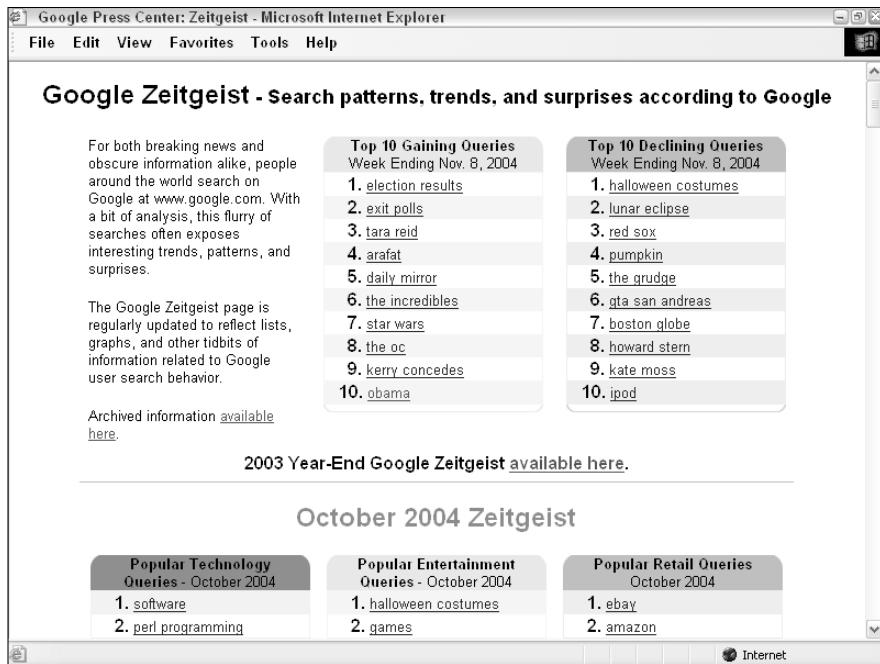 Google Press Center: Zeitgeist - Microsoft Internet Explorer
File Edit View Favorites Tools Help
Google Zeitgeist - Search patterns, trends, and surprises according to Google
For both breaking news and
obscure information alike, people
around the world search on
Google at www.google.com. With
a bit of analysis, this flurry of
searches often exposes
interesting trends, patterns, and
surprises.
The Google Zeitgeist page is
regularly updated to reflect lists,
graphs, and other tidbits of
information related to Google
user search behavior.
Archived information available
here.
Top 10 Gaining Queries
Week Ending Nov. 8, 2004
1. election results
2. exit polls
3. tara reid
4. arafat
5. daily mirror
6. the incredibles
7. star wars
8. the oc
9. kerry concedes
10. obama
Top 10 Declining Queries
Week Ending Nov. 8, 2004
1. halloween costumes
2. lunar eclipse
3. red sox
4. pumpkin
5. the grudge
6. gta san andreas
7. boston globe
8. howard stern
9. kate moss
10. ipod
2003 Year-End Google Zeitgeist available here.
October 2004 Zeitgeist
Popular Technology
Queries - October 2004
1. software
2. perl programming
Popular Entertainment
Queries - October 2004
1. halloween costumes
2. games
Popular Retail Queries
October 2004
1. ebay
2. amazon
Internet